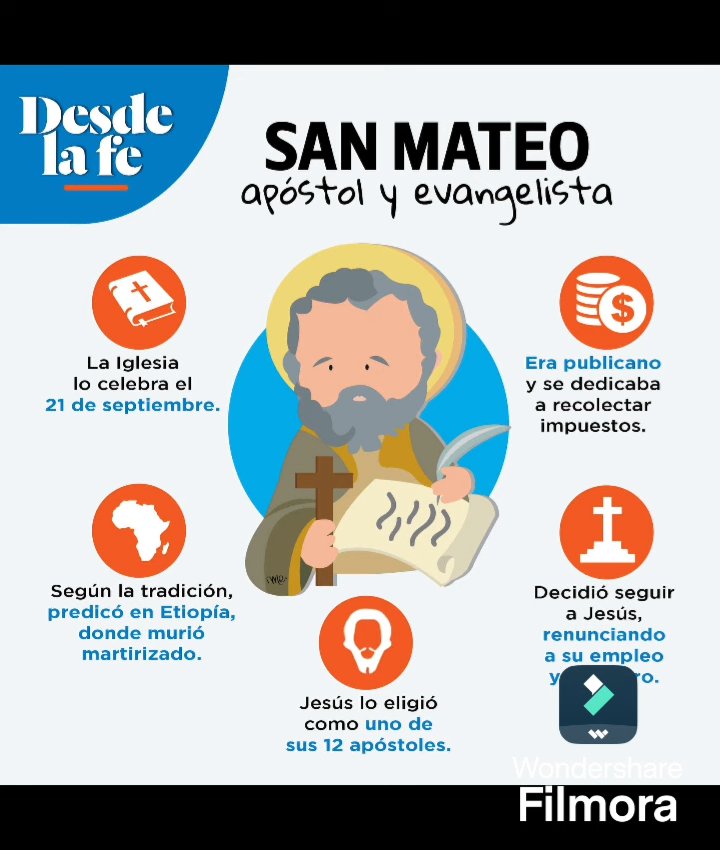 Desde
la fe
SAN MATEO
apóstol y evangelista
La Iglesia
lo celebra el
21 de septiembre.
Era publicano
y se dedicaba
a recolectar
impuestos.
Según la tradición,
predicó en Etiopía,
donde murió
martirizado.
Decidió seguir
a Jesús,
renunciando
a su empleo
y
Jesús lo eligió
como uno de
sus 12 apóstoles.
Wondershare
Filmora